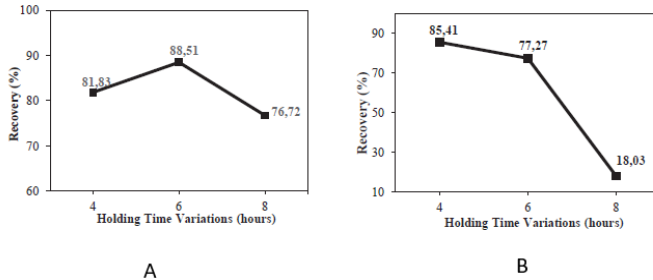 100
90
80
70
60
81,83
88,51
76,72
Recovery (%)
4 6 8
Holding Time Variations (hours)
A
90
70
50
30
10
85,41
77,27
18,03
Recovery (%)
4 6 8
Holding Time Variations (hours)
B